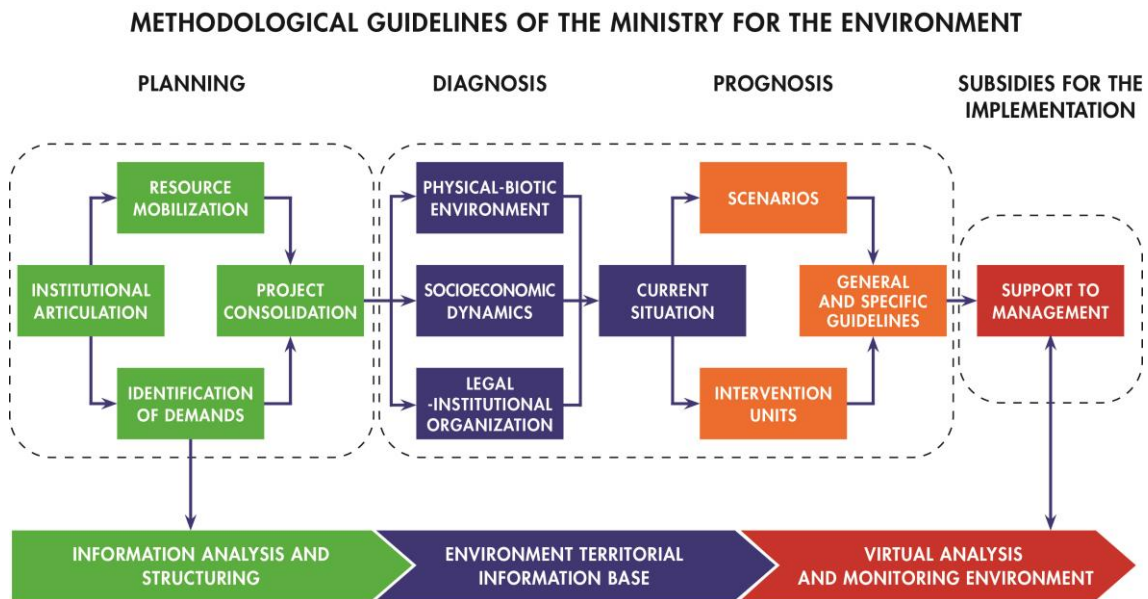 METHODOLOGICAL GUIDELINES OF THE MINISTRY FOR THE ENVIRONMENT
PLANNING
DIAGNOSIS
PROGNOSIS
SUBSIDIES FOR THE
IMPLEMENTATION
RESOURCE
MOBILIZATION
INSTITUTIONAL
ARTICULATION
PROJECT
CONSOLIDATION
IDENTIFICATION
OF DEMANDS
PHYSICAL-BIOTIC
ENVIRONMENT
SOCIOECONOMIC
DYNAMICS
LEGAL
-INSTITUTIONAL
ORGANIZATION
CURRENT
SITUATION
SCENARIOS
GENERAL
AND SPECIFIC
GUIDELINES
INTERVENTION
UNITS
SUPPORT TO
MANAGEMENT
INFORMATION ANALYSIS AND
STRUCTURING
ENVIRONMENT TERRITORIAL
INFORMATION BASE
VIRTUAL ANALYSIS
AND MONITORING ENVIRONMENT